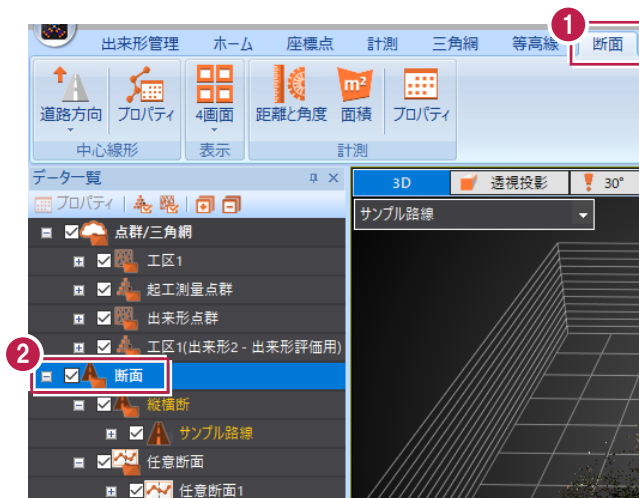 1
出来形管理 ホーム 座標点 計測 三角網 等高線 断面
道路方向 プロパティ 4画面 距離と角度 m² 面積 プロパティ
中心線形 表示 計測
データ一覧
プロパティ
3D 透視投影 30°
サンプル路線
点群/三角網
工区1
起工測量点群
出来形点群
2
工区1(出来形2 - 出来形評価用)
断面
縦横断
サンプル路線
任意断面
任意断面1